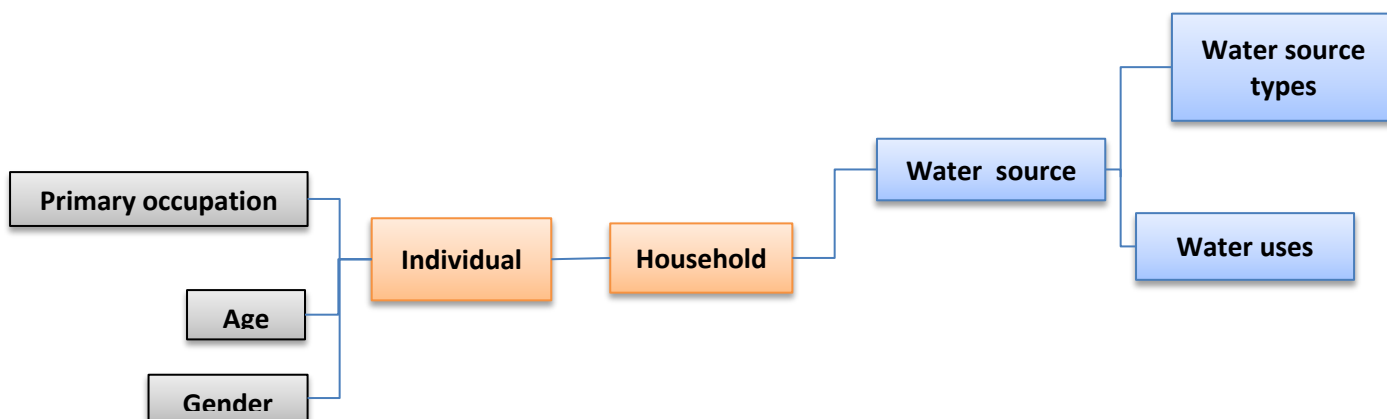 Water source
types
Water source
Primary occupation
Individual
Household
Water uses
Age
Gender